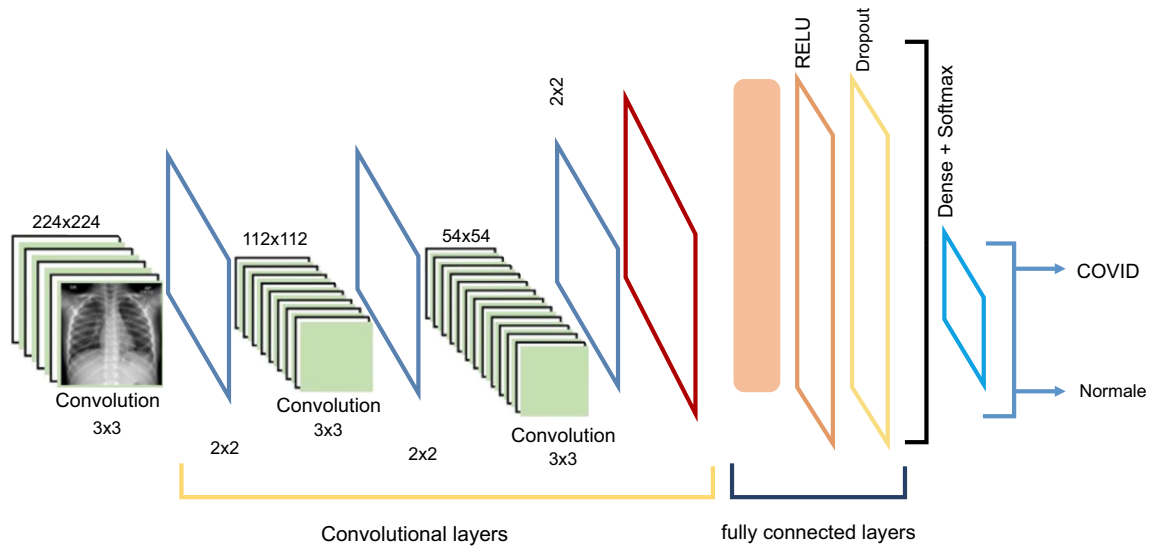 224x224
Convolution
3x3
2x2
112x112
Convolution
3x3
2x2
54x54
Convolution
3x3
2x2
Convolutional layers
RELU
Dropout
fully connected layers
Dense + Softmax
COVID
Normale